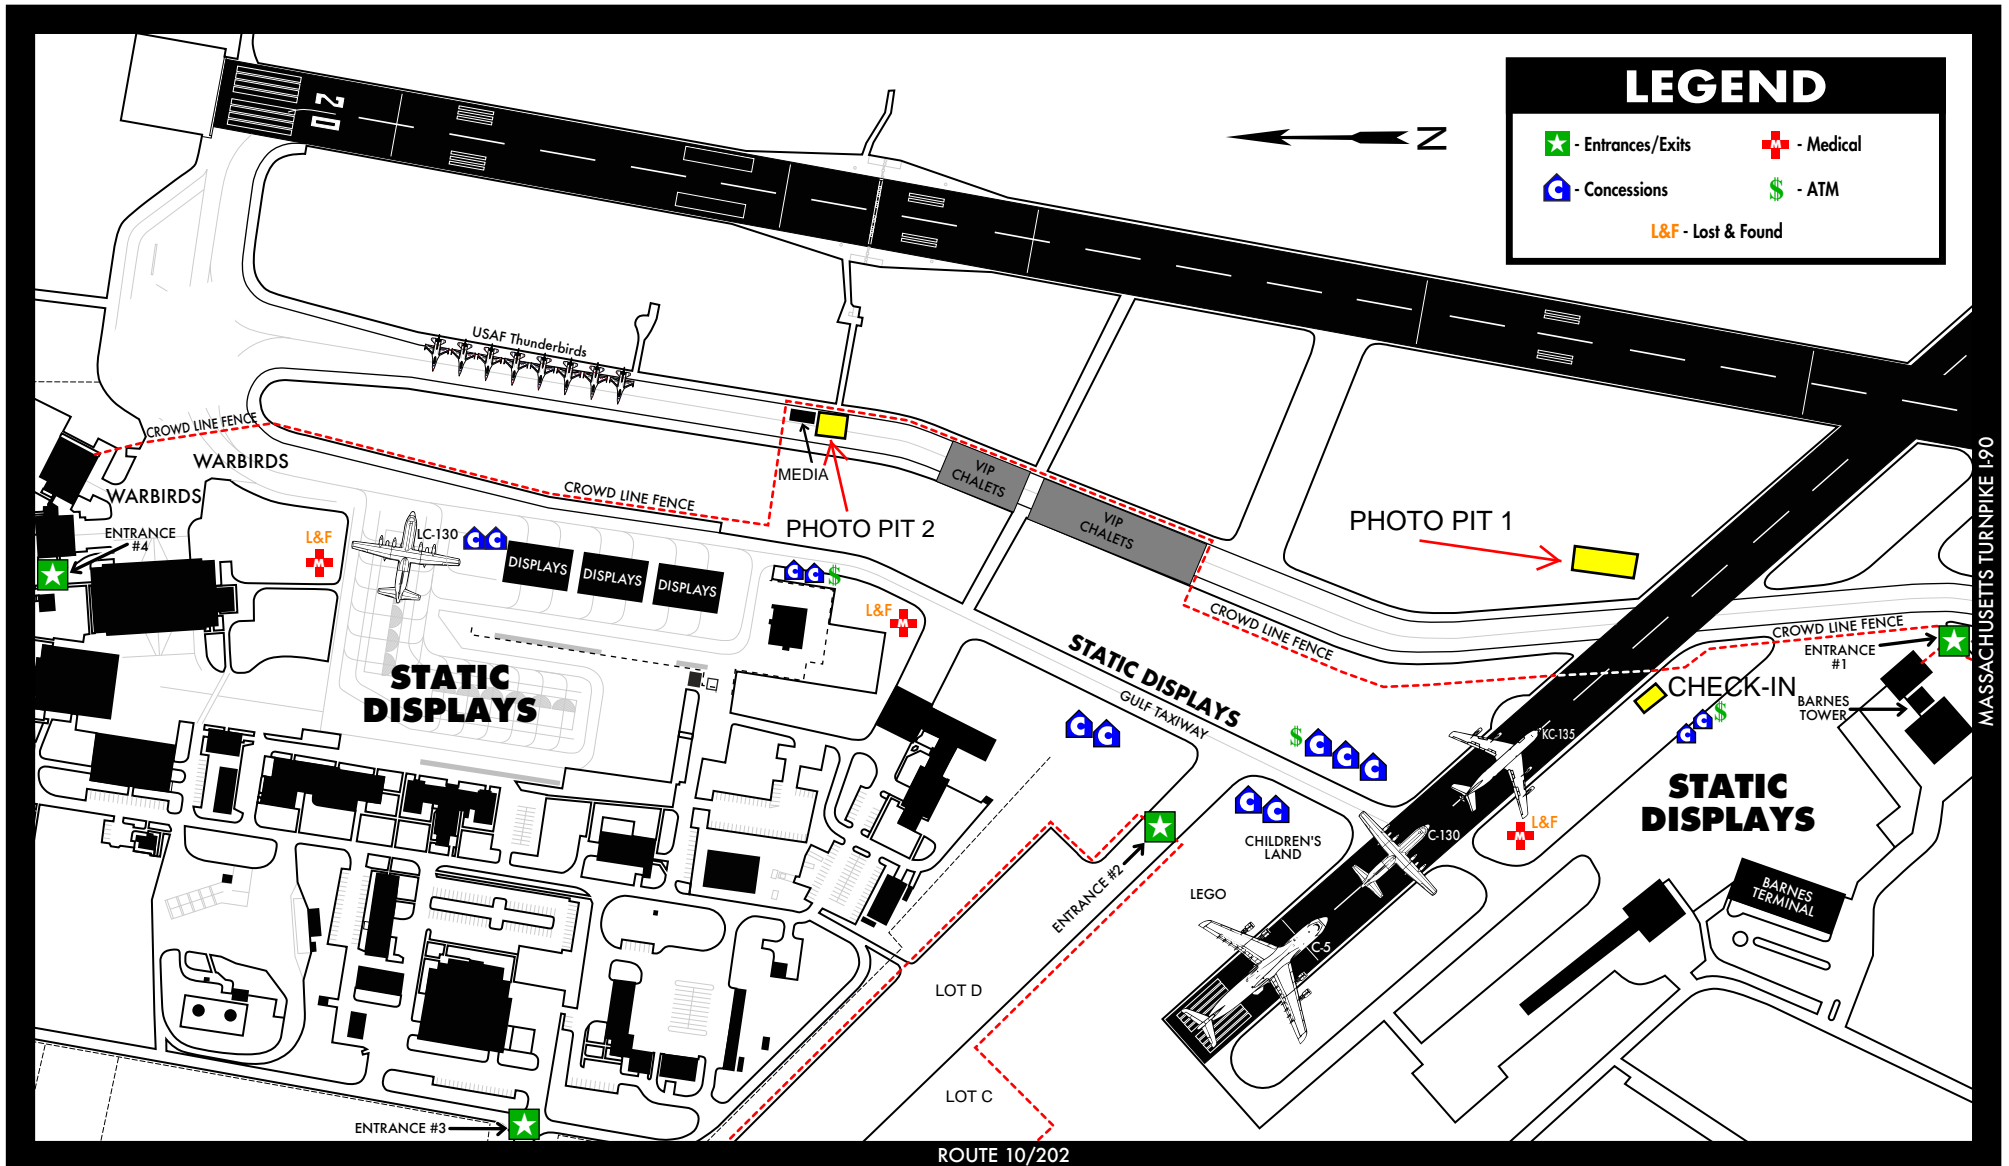 LEGEND
- Entrances/Exits
M - Medical
C - Concessions
$ - ATM
L&F - Lost & Found
N
20
USAF Thunderbirds
CROWD LINE FENCE
WARBIRDS
WARBIRDS
ENTRANCE
#4
L&F
M
LC-130
C C
CROWD LINE FENCE
MEDIA
PHOTO PIT 2
VIP
CHALETS
VIP
CHALETS
PHOTO PIT 1
DISPLAYS
DISPLAYS
DISPLAYS
C C $
L&F
M
CROWD LINE FENCE
CROWD LINE FENCE
ENTRANCE
#1
CHECK-IN
BARNES
TOWER
C C $
MASSACHUSETTS TURNPIKE I-90
STATIC
DISPLAYS
STATIC DISPLAYS
GULF TAXIWAY
C C
$ C C C
KC-135
STATIC
DISPLAYS
C C
CHILDREN'S
LAND
C-130
L&F
M
ENTRANCE #2
LEGO
C-5
BARNES
TERMINAL
LOT D
LOT C
ENTRANCE #3
ROUTE 10/202